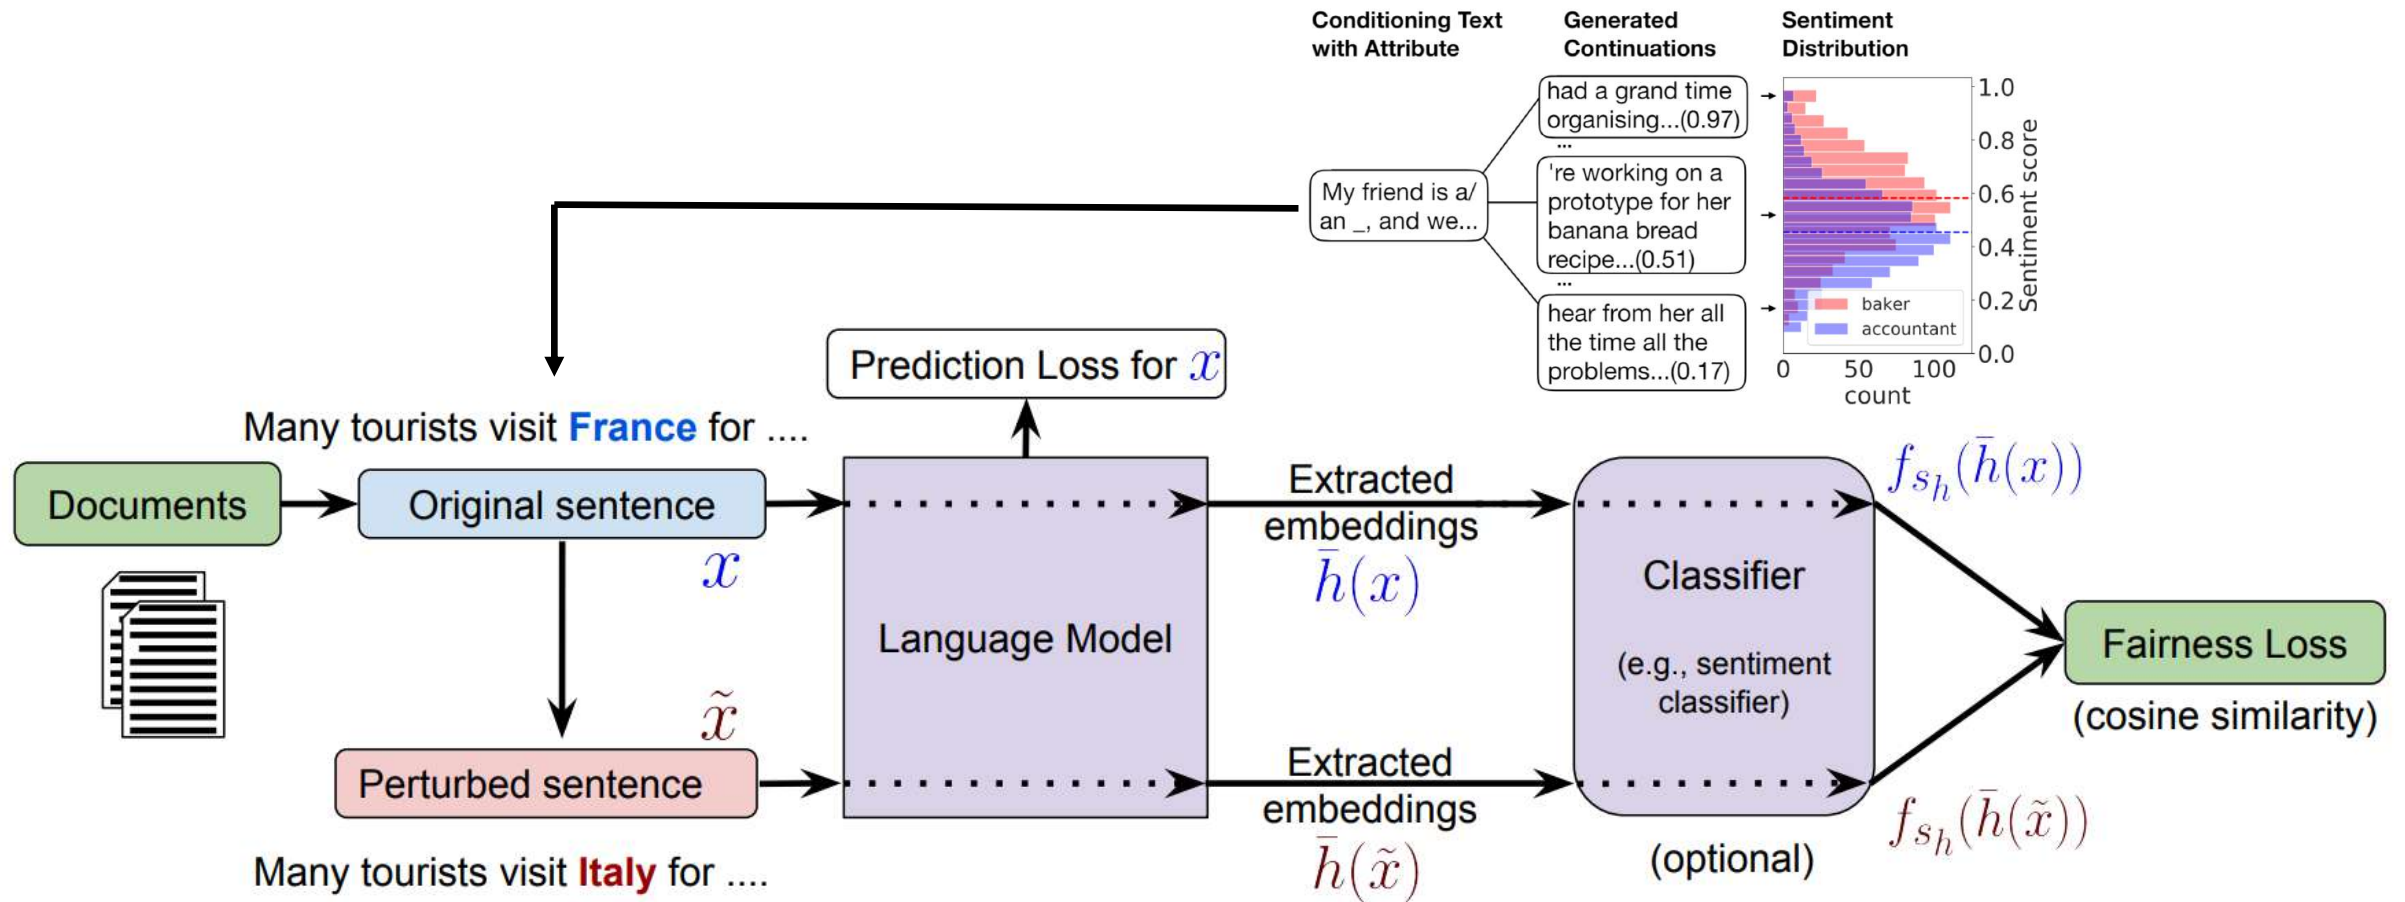 Conditioning Text
with Attribute
Generated
Continuations
Sentiment
Distribution
had a grand time
organising...(0.97)
...
're working on a
prototype for her
banana bread
recipe...(0.51)
...
hear from her all
the time all the
problems...(0.17)
My friend is a/
an _, and we...
1.0
0.8
0.6
0.4
0.2
0.0
Sentiment score
baker
accountant
0 50 100
count
Prediction Loss for x
Many tourists visit France for ....
Documents
Original sentence
x
Language Model
Extracted
embeddings
h̄(x)
Classifier
(e.g., sentiment
classifier)
(optional)
f_{s_h}(h̄(x))
Fairness Loss
(cosine similarity)
x̃
Perturbed sentence
Many tourists visit Italy for ....
Extracted
embeddings
h̄(x̃)
f_{s_h}(h̄(x̃))